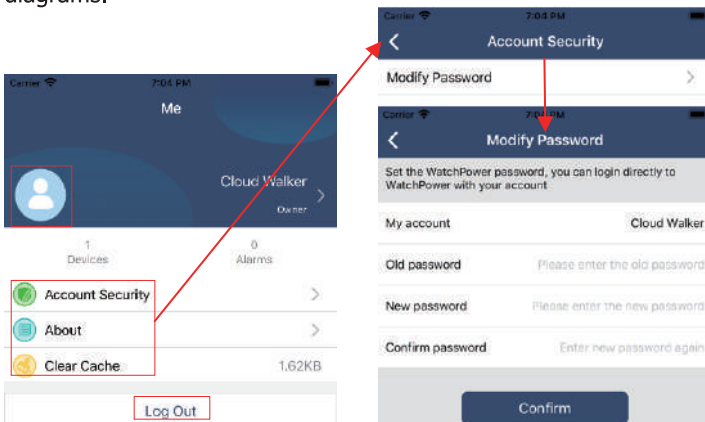 diagrams.
Carrier 7:04 PM
Me
Cloud Walker
Owner
1
Devices
0
Alarms
Account Security
About
Clear Cache
1.62KB
Log Out
Carrier 7:04 PM
Account Security
Modify Password
Carrier 7:04 PM
Modify Password
Set the WatchPower password, you can login directly to
WatchPower with your account
My account Cloud Walker
Old password Please enter the old password
New password Please enter the new password
Confirm password Enter new password again
Confirm